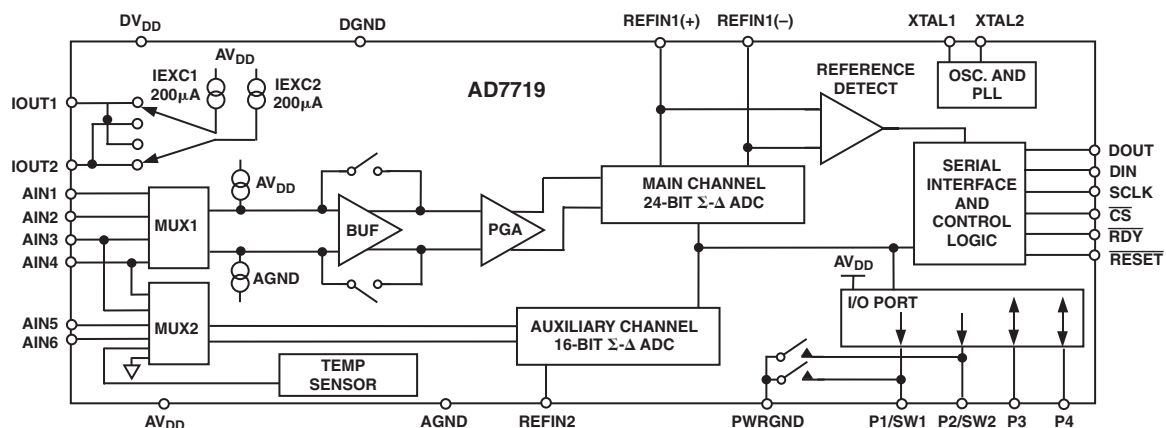 DVDD
DGND
REFIN1(+)
REFIN1(–)
XTAL1
XTAL2
AVDD
IEXC1
200µA
IEXC2
200µA
AD7719
REFERENCE
DETECT
OSC. AND
PLL
IOUT1
IOUT2
AIN1
AIN2
AIN3
AIN4
AIN5
AIN6
MUX1
AVDD
AGND
BUF
PGA
MAIN CHANNEL
24-BIT Σ-Δ ADC
SERIAL
INTERFACE
AND
CONTROL
LOGIC
DOUT
DIN
SCLK
C̅S̅
R̅D̅Y̅
R̅E̅S̅E̅T̅
AVDD
I/O PORT
MUX2
AUXILIARY CHANNEL
16-BIT Σ-Δ ADC
TEMP
SENSOR
AVDD
AGND
REFIN2
PWRGND
P1/SW1
P2/SW2
P3
P4